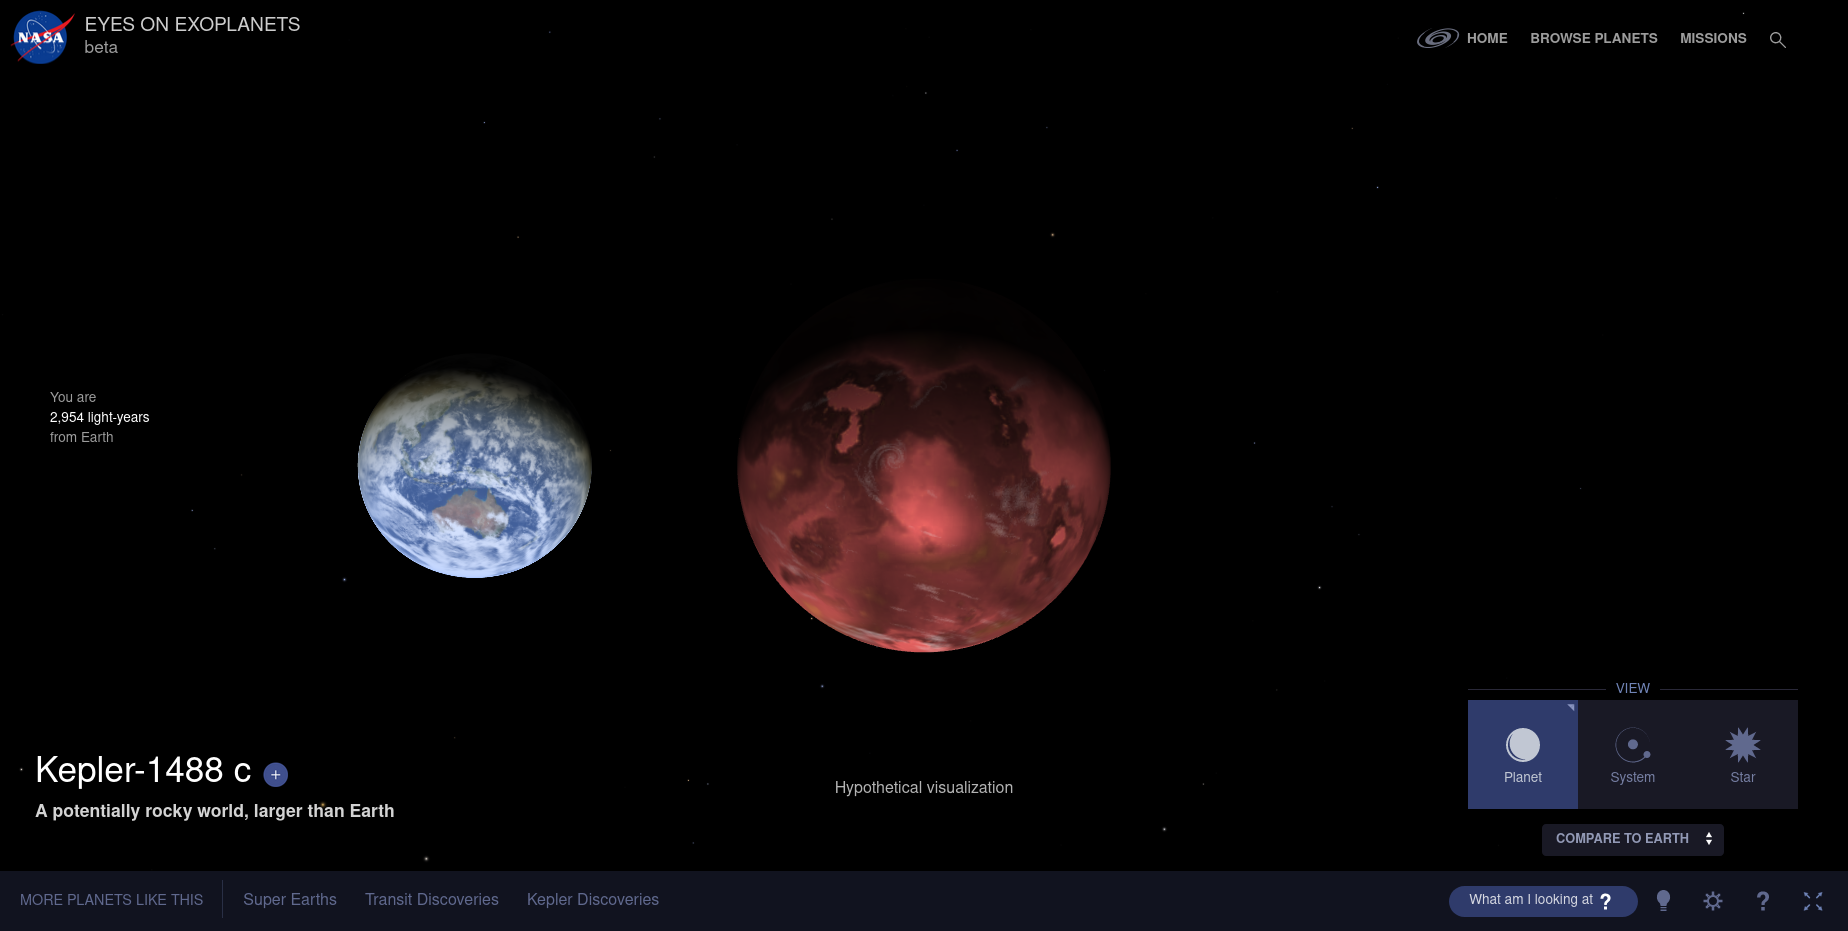 NASA
EYES ON EXOPLANETS
beta
HOME
BROWSE PLANETS
MISSIONS
You are
2,954 light-years
from Earth
VIEW
Planet
System
Star
Kepler-1488 c +
A potentially rocky world, larger than Earth
Hypothetical visualization
COMPARE TO EARTH
MORE PLANETS LIKE THIS
Super Earths
Transit Discoveries
Kepler Discoveries
What am I looking at ?
?